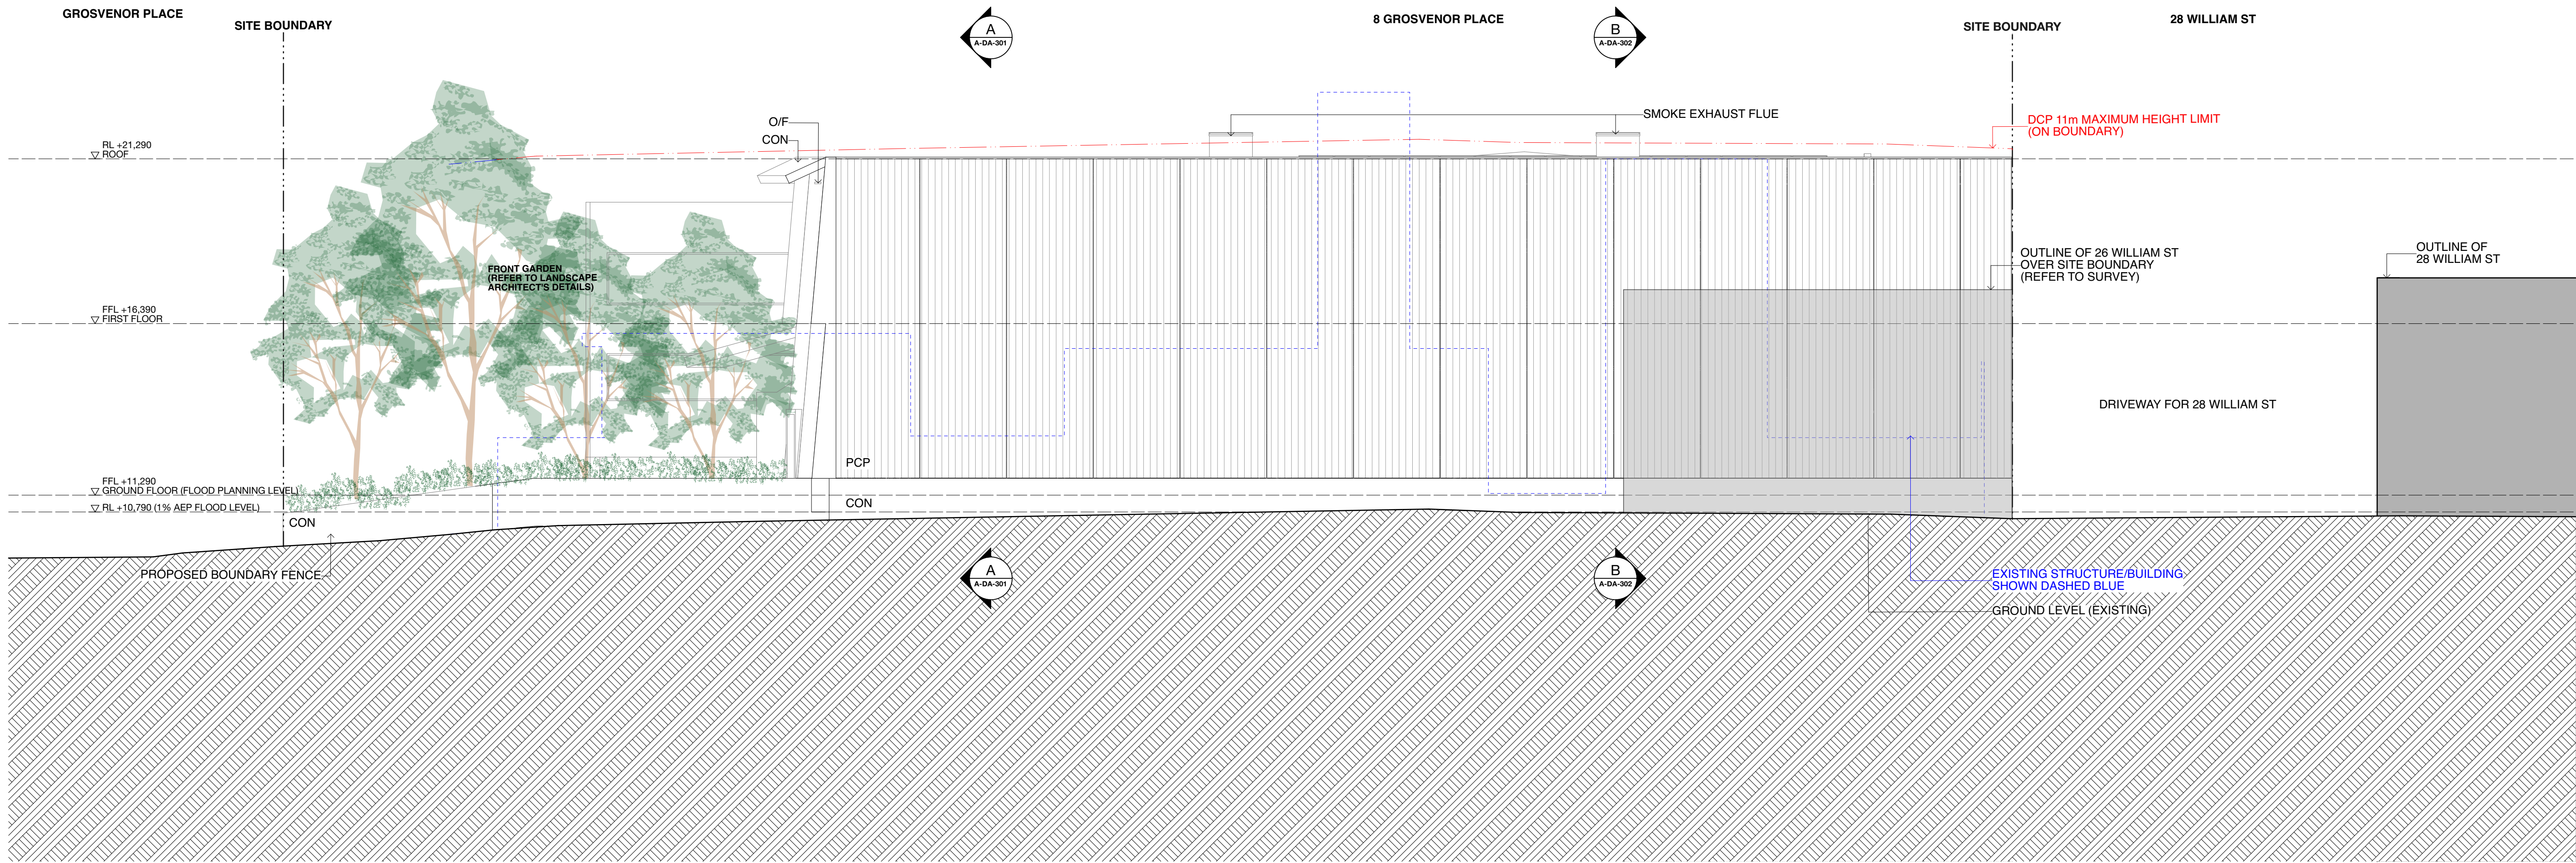 GROSVENOR PLACE
SITE BOUNDARY
A
A-DA-301
8 GROSVENOR PLACE
B
A-DA-302
SITE BOUNDARY
28 WILLIAM ST
O/F
CON
SMOKE EXHAUST FLUE
DCP 11m MAXIMUM HEIGHT LIMIT
(ON BOUNDARY)
RL +21,290
ROOF
FRONT GARDEN
(REFER TO LANDSCAPE
ARCHITECT'S DETAILS)
OUTLINE OF 26 WILLIAM ST
OVER SITE BOUNDARY
(REFER TO SURVEY)
OUTLINE OF
28 WILLIAM ST
FFL +16,390
FIRST FLOOR
DRIVEWAY FOR 28 WILLIAM ST
PCP
FFL +11,290
GROUND FLOOR (FLOOD PLANNING LEVEL)
RL +10,790 (1% AEP FLOOD LEVEL)
CON
CON
PROPOSED BOUNDARY FENCE
A
A-DA-301
B
A-DA-302
EXISTING STRUCTURE/BUILDING
SHOWN DASHED BLUE
GROUND LEVEL (EXISTING)